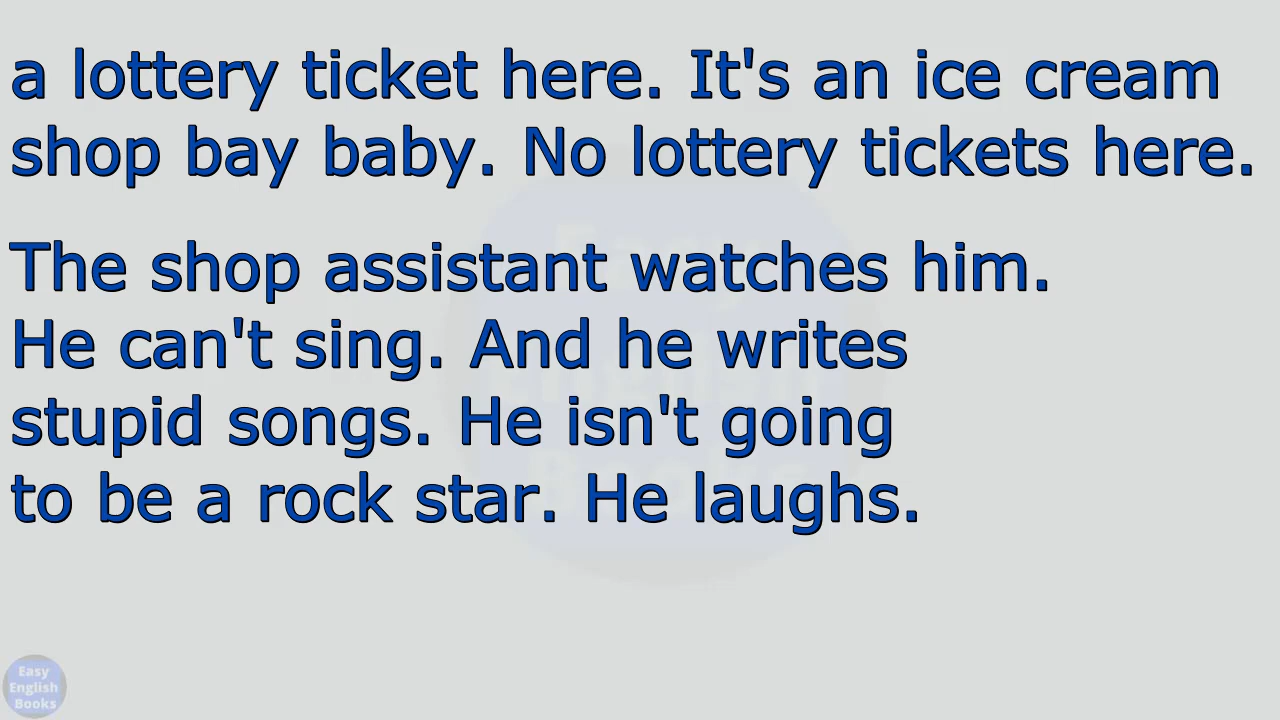 a lottery ticket here. It's an ice cream
shop bay baby. No lottery tickets here.
The shop assistant watches him.
He can't sing. And he writes
stupid songs. He isn't going
to be a rock star. He laughs.
Easy
English
Books